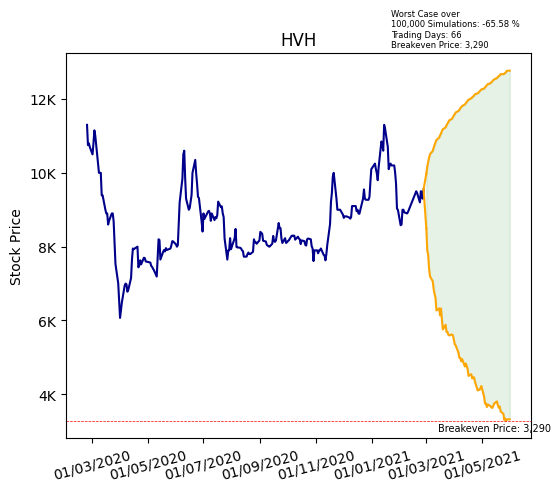 Worst Case over
100,000 Simulations: -65.58 %
Trading Days: 66
Breakeven Price: 3,290
HVH
Stock Price
12K
10K
8K
6K
4K
Breakeven Price: 3,290
01/03/2020
01/05/2020
01/07/2020
01/09/2020
01/11/2020
01/01/2021
01/03/2021
01/05/2021